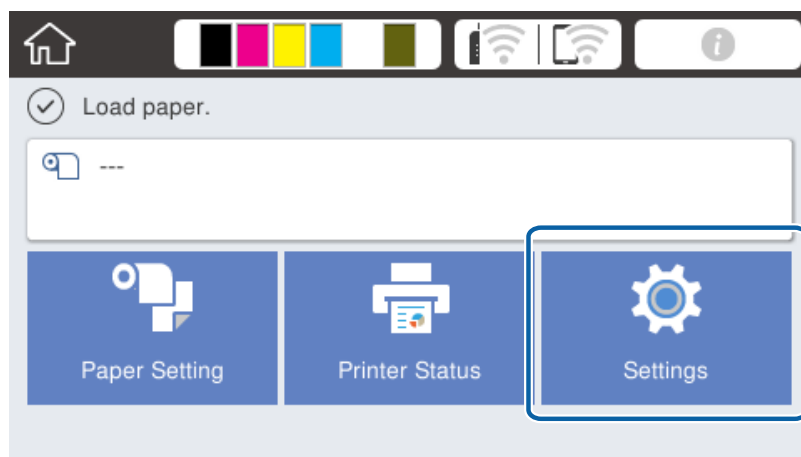 i
Load paper.
---
Paper Setting
Printer Status
Settings